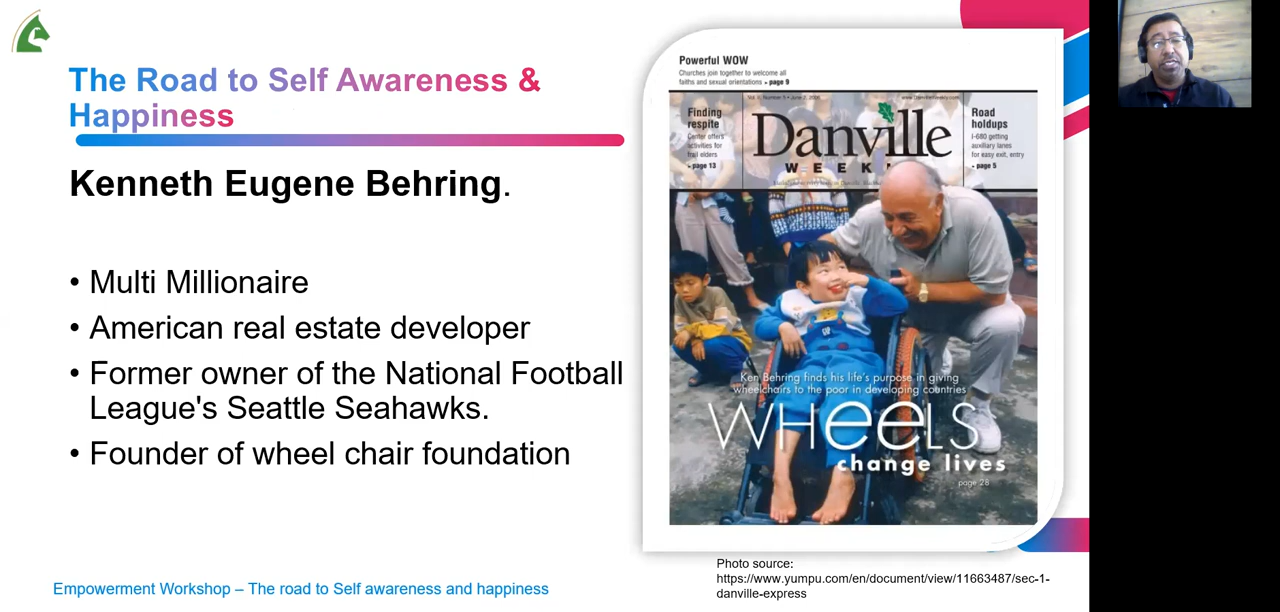 The Road to Self Awareness &
Happiness
Kenneth Eugene Behring.
• Multi Millionaire
• American real estate developer
• Former owner of the National Football
League's Seattle Seahawks.
• Founder of wheel chair foundation
Empowerment Workshop – The road to Self awareness and happiness
Powerful WOW
Churches join together to welcome all
faiths and sexual orientations • page 9
Finding
respite
Center offers
activities for
frail elders
• page 13
www.DanvilleWeekly.com
Danville
WEEK
Road
holdups
I-680 getting
auxiliary lanes
for easy exit, entry
• page 5
Ken Behring finds his life's purpose in giving
wheelchairs to the poor in developing countries
WHEELS
change lives
page 28
Photo source:
https://www.yumpu.com/en/document/view/11663487/sec-1-
danville-express